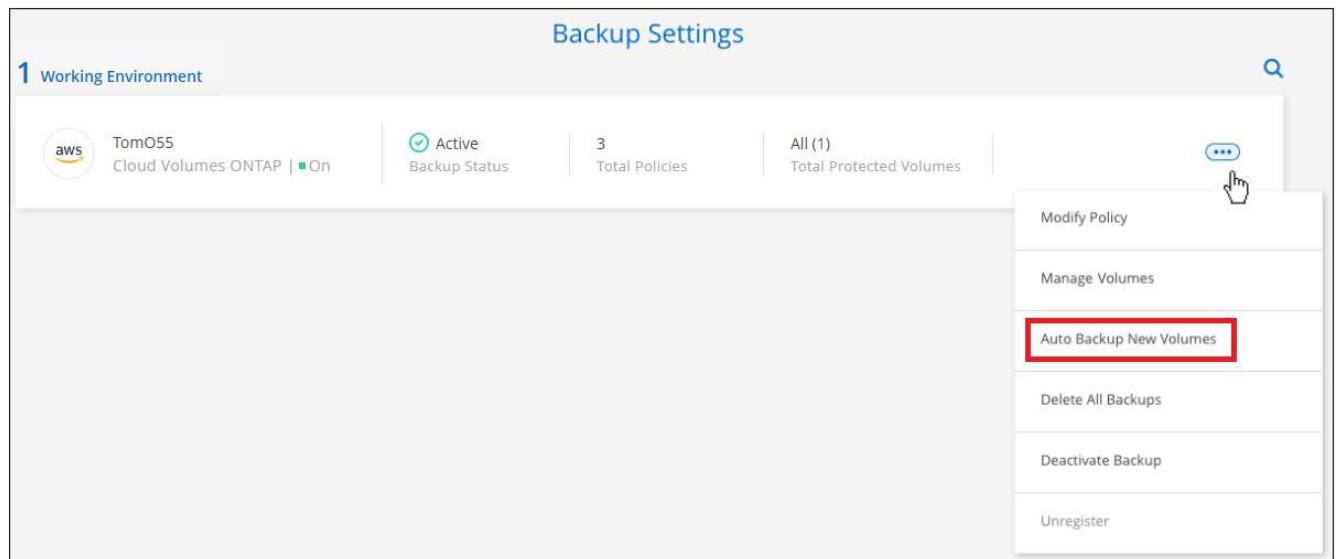 Backup Settings
1 Working Environment
aws
TomO55
Cloud Volumes ONTAP | On
Active
Backup Status
3
Total Policies
All (1)
Total Protected Volumes
Modify Policy
Manage Volumes
Auto Backup New Volumes
Delete All Backups
Deactivate Backup
Unregister